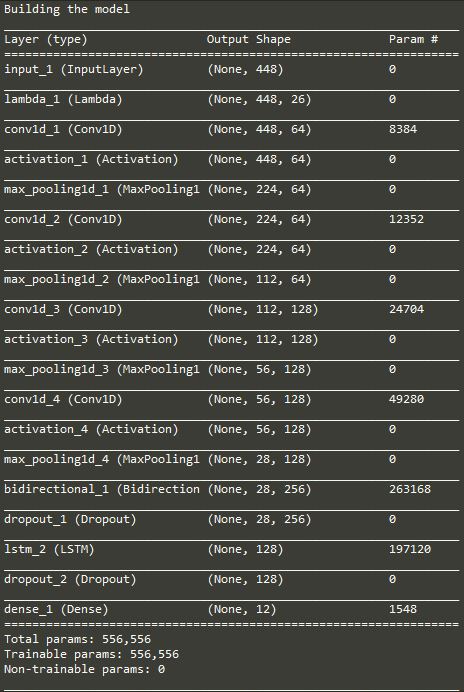 Building the model
Layer (type) Output Shape Param #
input_1 (InputLayer) (None, 448) 0
lambda_1 (Lambda) (None, 448, 26) 0
conv1d_1 (Conv1D) (None, 448, 64) 8384
activation_1 (Activation) (None, 448, 64) 0
max_pooling1d_1 (MaxPooling1 (None, 224, 64) 0
conv1d_2 (Conv1D) (None, 224, 64) 12352
activation_2 (Activation) (None, 224, 64) 0
max_pooling1d_2 (MaxPooling1 (None, 112, 64) 0
conv1d_3 (Conv1D) (None, 112, 128) 24704
activation_3 (Activation) (None, 112, 128) 0
max_pooling1d_3 (MaxPooling1 (None, 56, 128) 0
conv1d_4 (Conv1D) (None, 56, 128) 49280
activation_4 (Activation) (None, 56, 128) 0
max_pooling1d_4 (MaxPooling1 (None, 28, 128) 0
bidirectional_1 (Bidirection (None, 28, 256) 263168
dropout_1 (Dropout) (None, 28, 256) 0
lstm_2 (LSTM) (None, 128) 197120
dropout_2 (Dropout) (None, 128) 0
dense_1 (Dense) (None, 12) 1548
Total params: 556,556
Trainable params: 556,556
Non-trainable params: 0